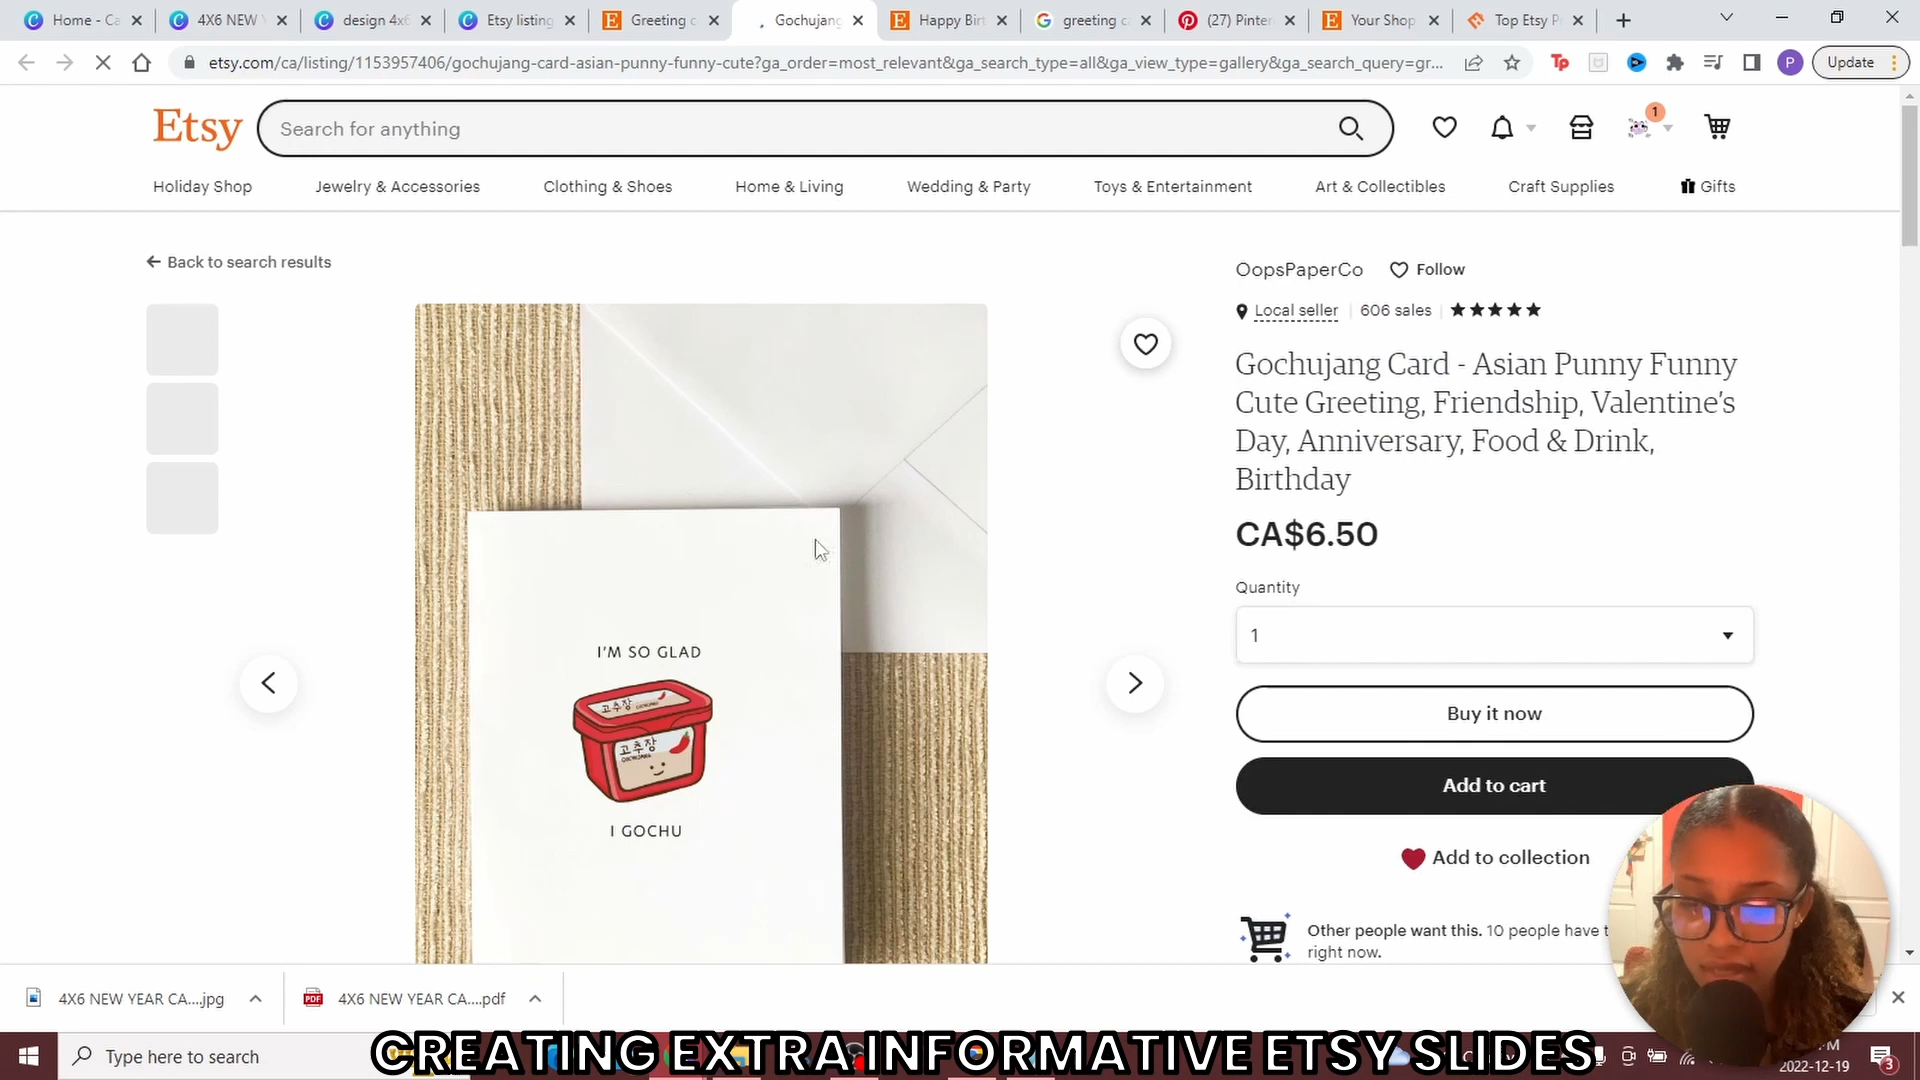 Home - Ca
4X6 NEW Y
design 4x6
Etsy listing
Greeting c
Gochujang
Happy Birt
greeting c
(27) Pinter
Your Shop
Top Etsy P
etsy.com/ca/listing/1153957406/gochujang-card-asian-punny-funny-cute?ga_order=most_relevant&ga_search_type=all&ga_view_type=gallery&ga_search_query=gr...
Tp
P
Update
Etsy
Search for anything
1
Holiday Shop
Jewelry & Accessories
Clothing & Shoes
Home & Living
Wedding & Party
Toys & Entertainment
Art & Collectibles
Craft Supplies
Gifts
Back to search results
OopsPaperCo
Follow
Local seller
606 sales
Gochujang Card - Asian Punny Funny
Cute Greeting, Friendship, Valentine's
Day, Anniversary, Food & Drink,
Birthday
CA$6.50
Quantity
1
Buy it now
Add to cart
Add to collection
Other people want this. 10 people have t
right now.
I'M SO GLAD
고추장
고추장
GOCHUJANG
I GOCHU
4X6 NEW YEAR CA....jpg
PDF
4X6 NEW YEAR CA....pdf
Type here to search
CREATING EXTRA INFORMATIVE ETSY SLIDES
2022-12-19
3